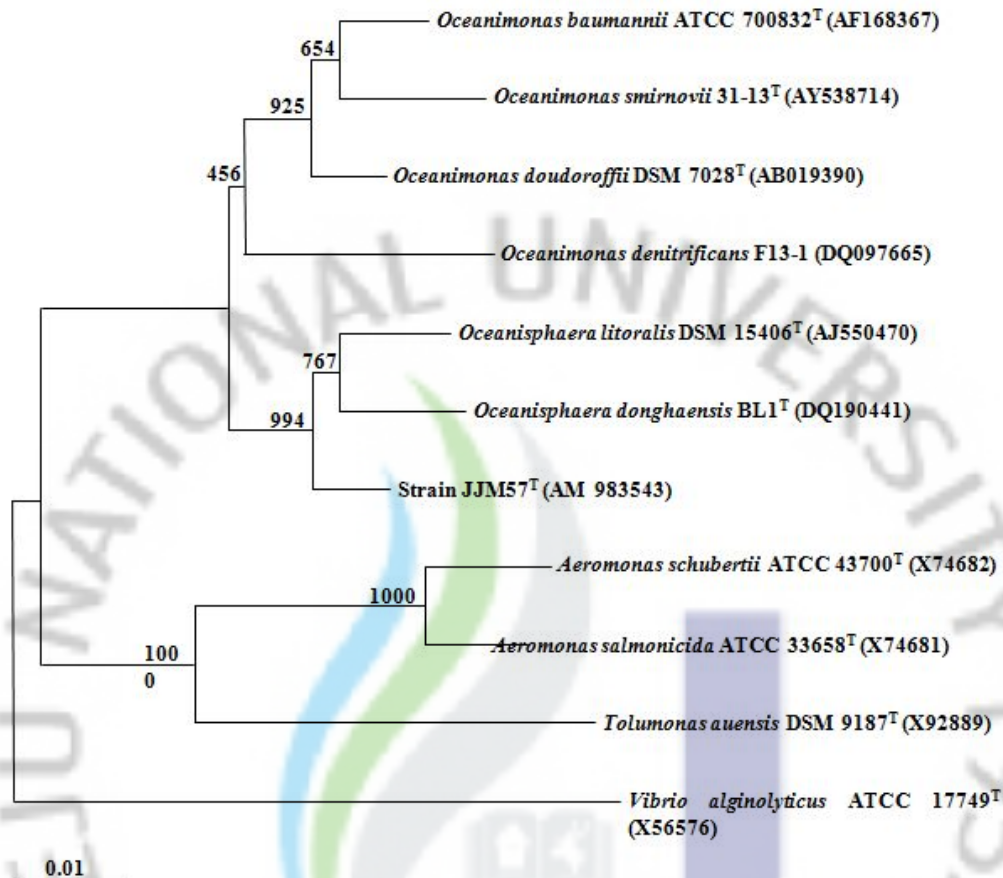 Oceanimonas baumannii ATCC 700832T (AF168367)
654
Oceanimonas smirnovii 31-13T (AY538714)
925
Oceanimonas doudoroffii DSM 7028T (AB019390)
456
Oceanimonas denitrificans F13-1 (DQ097665)
Oceanisphaera litoralis DSM 15406T (AJ550470)
767
Oceanisphaera donghaensis BL1T (DQ190441)
994
Strain JJM57T (AM 983543)
Aeromonas schubertii ATCC 43700T (X74682)
1000
Aeromonas salmonicida ATCC 33658T (X74681)
100
0
Tolumonas auensis DSM 9187T (X92889)
Vibrio alginolyticus ATCC 17749T
(X56576)
0.01
JEJU NATIONAL UNIVERSITY